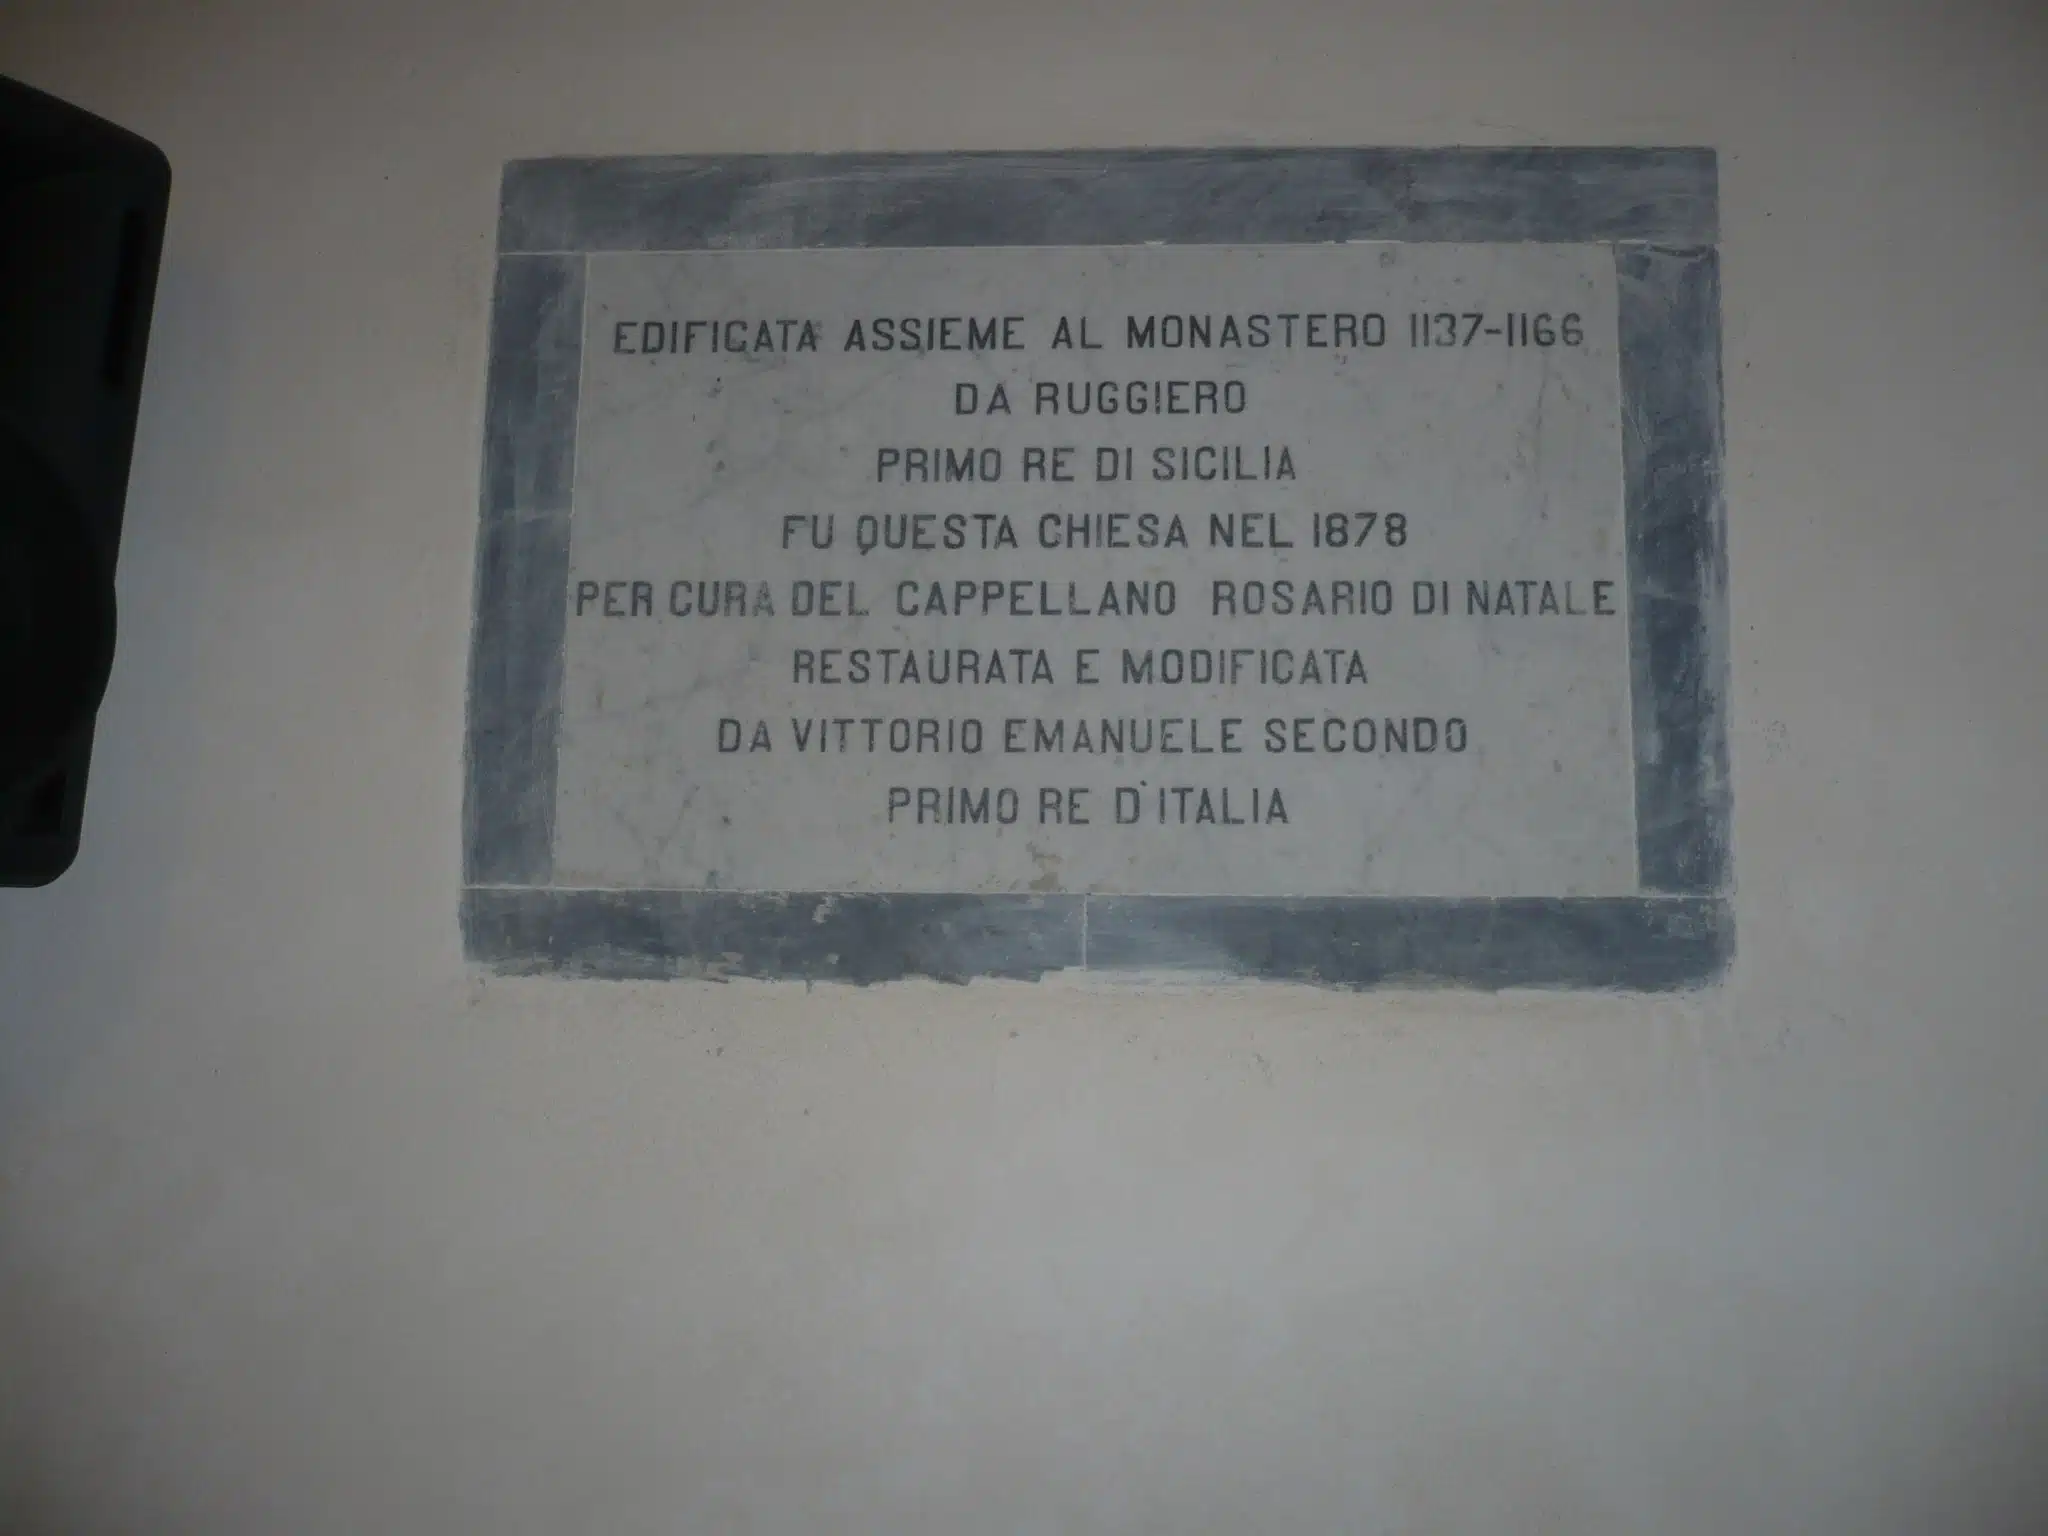 EDIFICATA ASSIEME AL MONASTERO 1137-1166
DA RUGGIERO
PRIMO RE DI SICILIA
FU QUESTA CHIESA NEL 1878
PER CURA DEL CAPPELLANO ROSARIO DI NATALE
RESTAURATA E MODIFICATA
DA VITTORIO EMANUELE SECONDO
PRIMO RE D'ITALIA